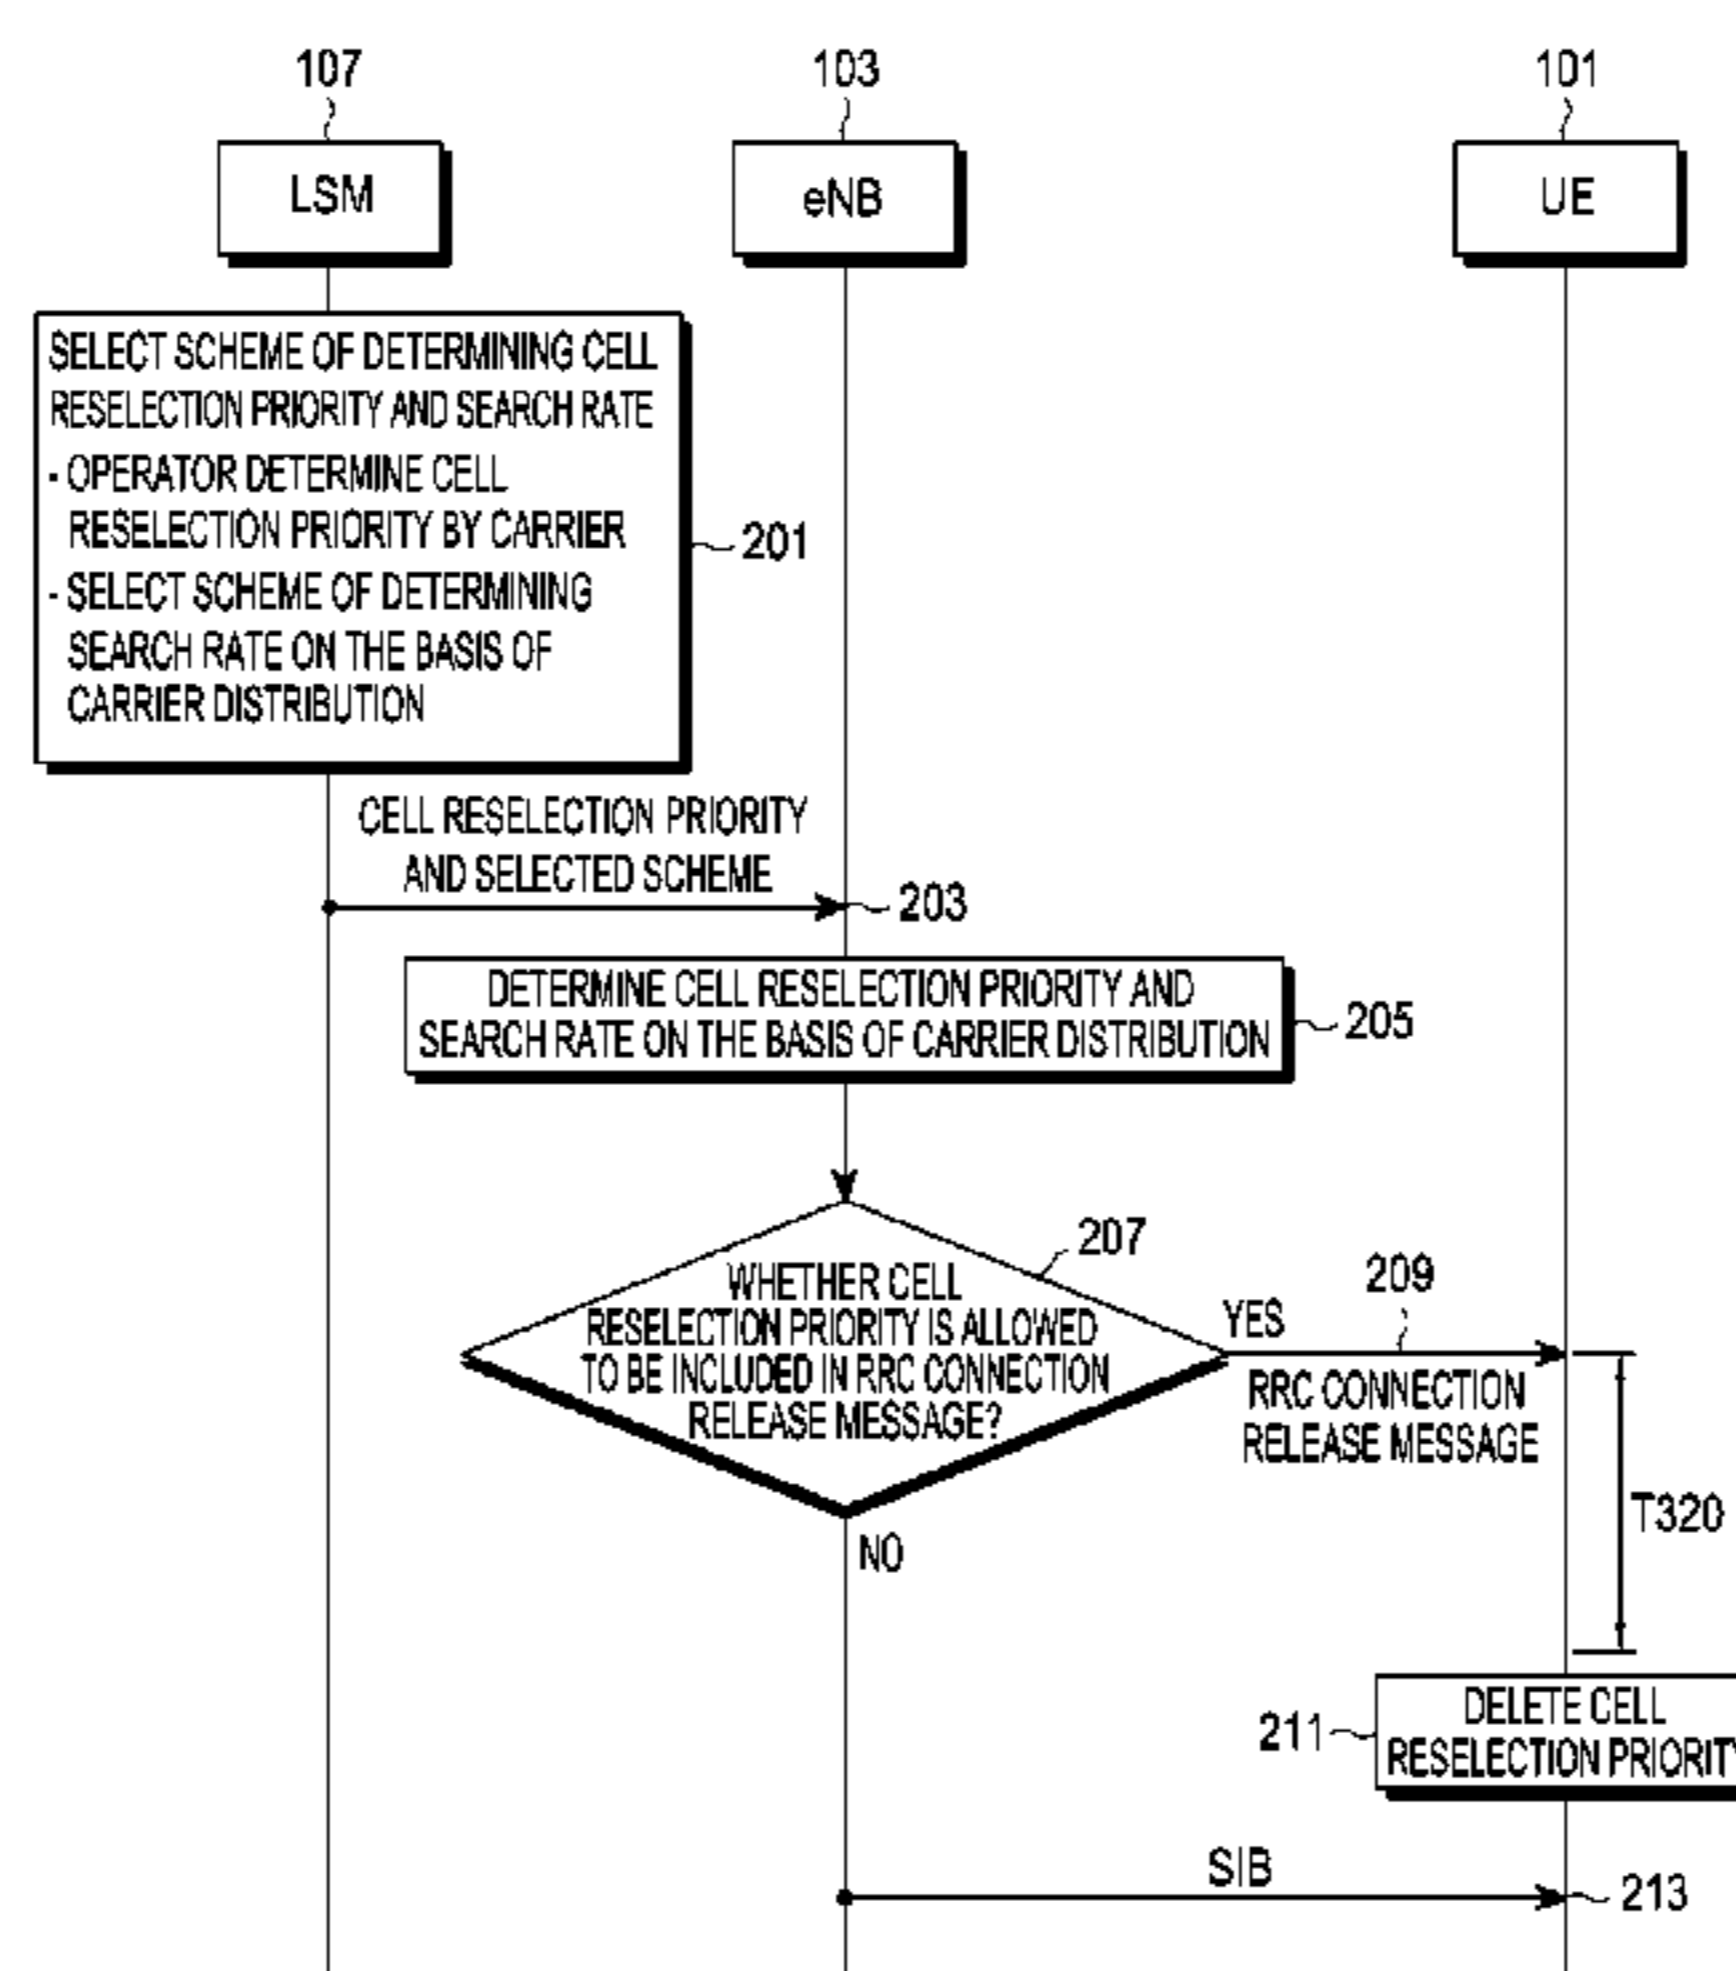 107
103
101
LSM
eNB
UE
SELECT SCHEME OF DETERMINING CELL
RESELECTION PRIORITY AND SEARCH RATE
- OPERATOR DETERMINE CELL
RESELECTION PRIORITY BY CARRIER
- SELECT SCHEME OF DETERMINING
SEARCH RATE ON THE BASIS OF
CARRIER DISTRIBUTION
201
CELL RESELECTION PRIORITY
AND SELECTED SCHEME
203
DETERMINE CELL RESELECTION PRIORITY AND
SEARCH RATE ON THE BASIS OF CARRIER DISTRIBUTION
205
207
WHETHER CELL
RESELECTION PRIORITY IS ALLOWED
TO BE INCLUDED IN RRC CONNECTION
RELEASE MESSAGE?
YES
209
RRC CONNECTION
RELEASE MESSAGE
NO
T320
211
DELETE CELL
RESELECTION PRIORITY
SIB
213